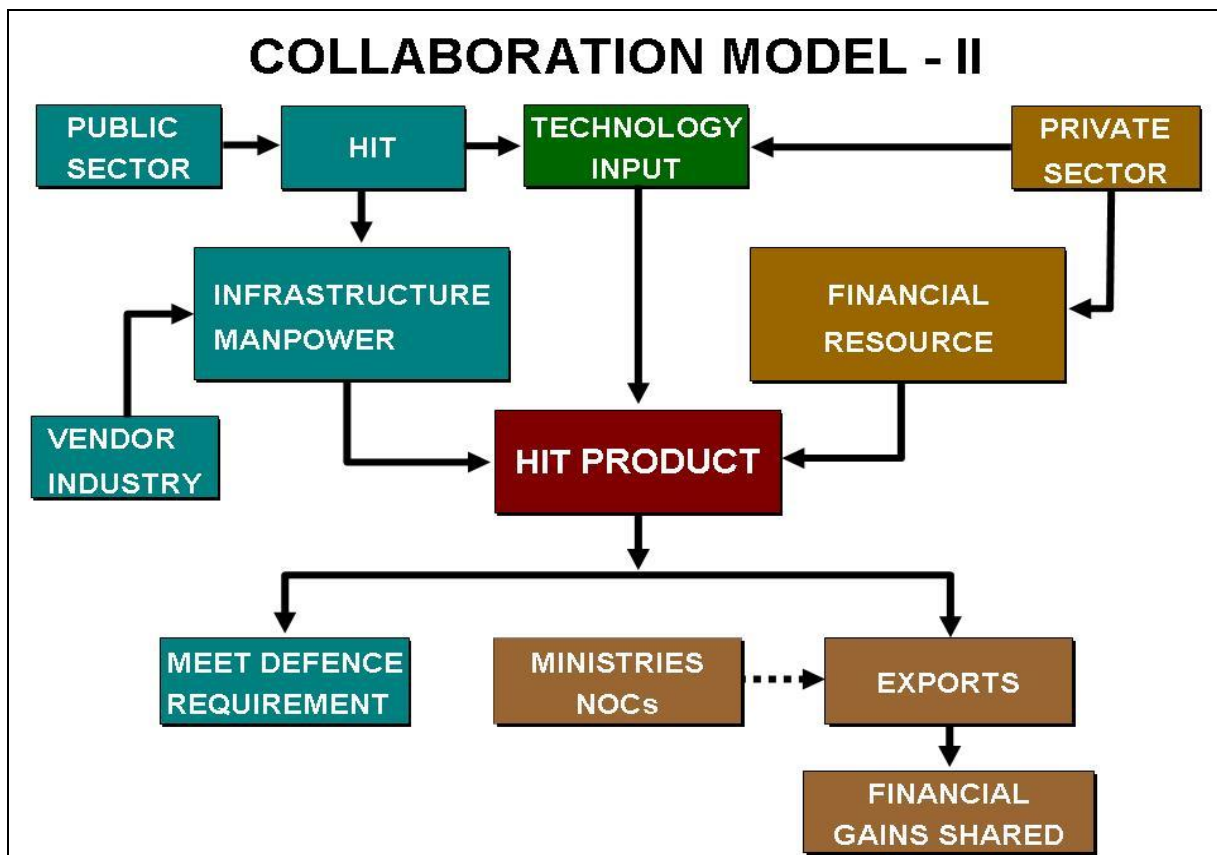 COLLABORATION MODEL - II
PUBLIC
SECTOR
HIT
TECHNOLOGY
INPUT
PRIVATE
SECTOR
INFRASTRUCTURE
MANPOWER
FINANCIAL
RESOURCE
VENDOR
INDUSTRY
HIT PRODUCT
MEET DEFENCE
REQUIREMENT
MINISTRIES
NOCs
EXPORTS
FINANCIAL
GAINS SHARED